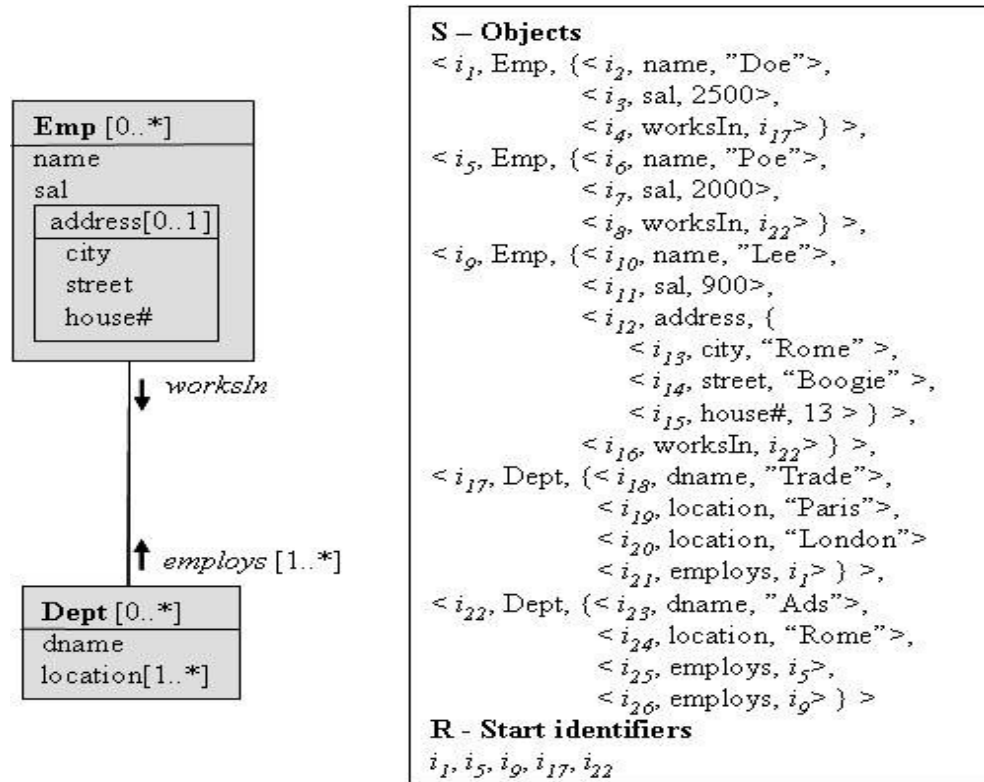 Emp [0..*]
name
sal
address[0..1]
city
street
house#
worksIn
employs [1..*]
Dept [0..*]
dname
location[1..*]
S – Objects
< i1, Emp, {< i2, name, ”Doe”>,
< i3, sal, 2500>,
< i4, worksIn, i17> } >,
< i5, Emp, {< i6, name, ”Poe”>,
< i7, sal, 2000>,
< i8, worksIn, i22> } >,
< i9, Emp, {< i10, name, ”Lee”>,
< i11, sal, 900>,
< i12, address, {
< i13, city, “Rome” >,
< i14, street, “Boogie” >,
< i15, house#, 13 > } >,
< i16, worksIn, i22> } >,
< i17, Dept, {< i18, dname, ”Trade”>,
< i19, location, “Paris”>,
< i20, location, “London”>
< i21, employs, i1> } >,
< i22, Dept, {< i23, dname, ”Ads”>,
< i24, location, “Rome”>,
< i25, employs, i5>,
< i26, employs, i9> } >
R - Start identifiers
i1, i5, i9, i17, i22